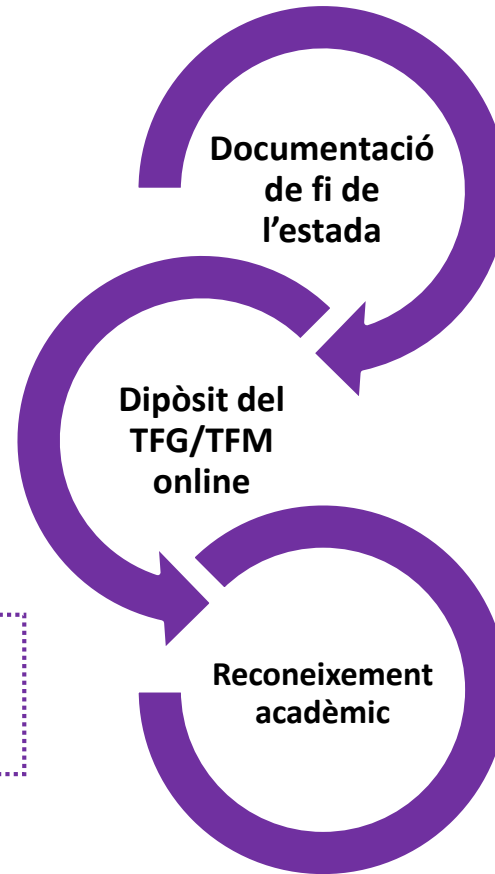 Documentació
de fi de
l’estada
Dipòsit del
TFG/TFM
online
Reconeixement
acadèmic